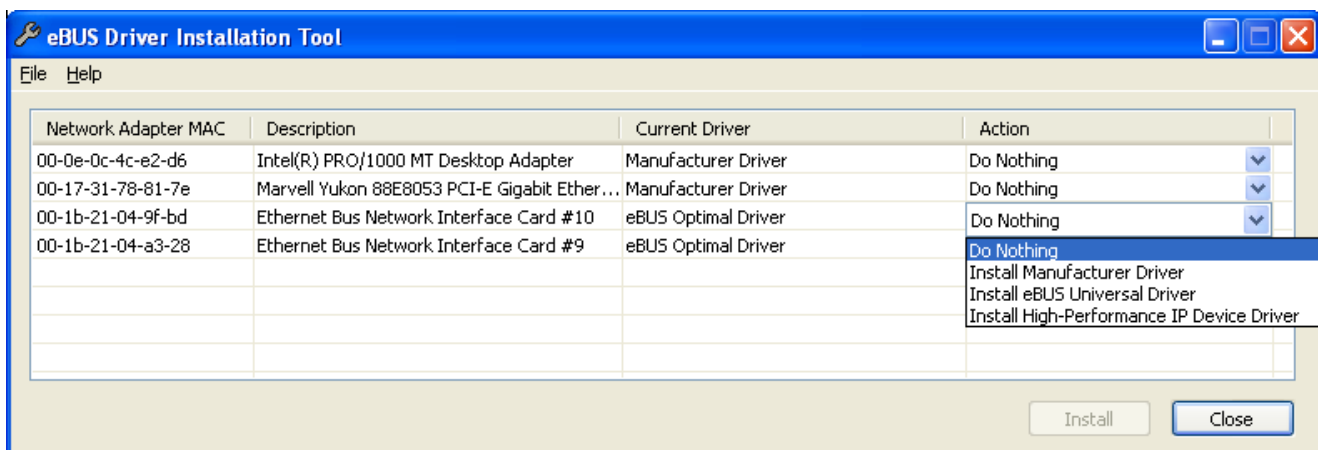 eBUS Driver Installation Tool
File Help
Network Adapter MAC Description Current Driver Action
00-0e-0c-4c-e2-d6 Intel(R) PRO/1000 MT Desktop Adapter Manufacturer Driver Do Nothing
00-17-31-78-81-7e Marvell Yukon 88E8053 PCI-E Gigabit Ether... Manufacturer Driver Do Nothing
00-1b-21-04-9f-bd Ethernet Bus Network Interface Card #10 eBUS Optimal Driver Do Nothing
00-1b-21-04-a3-28 Ethernet Bus Network Interface Card #9 eBUS Optimal Driver
Do Nothing
Install Manufacturer Driver
Install eBUS Universal Driver
Install High-Performance IP Device Driver
Install Close